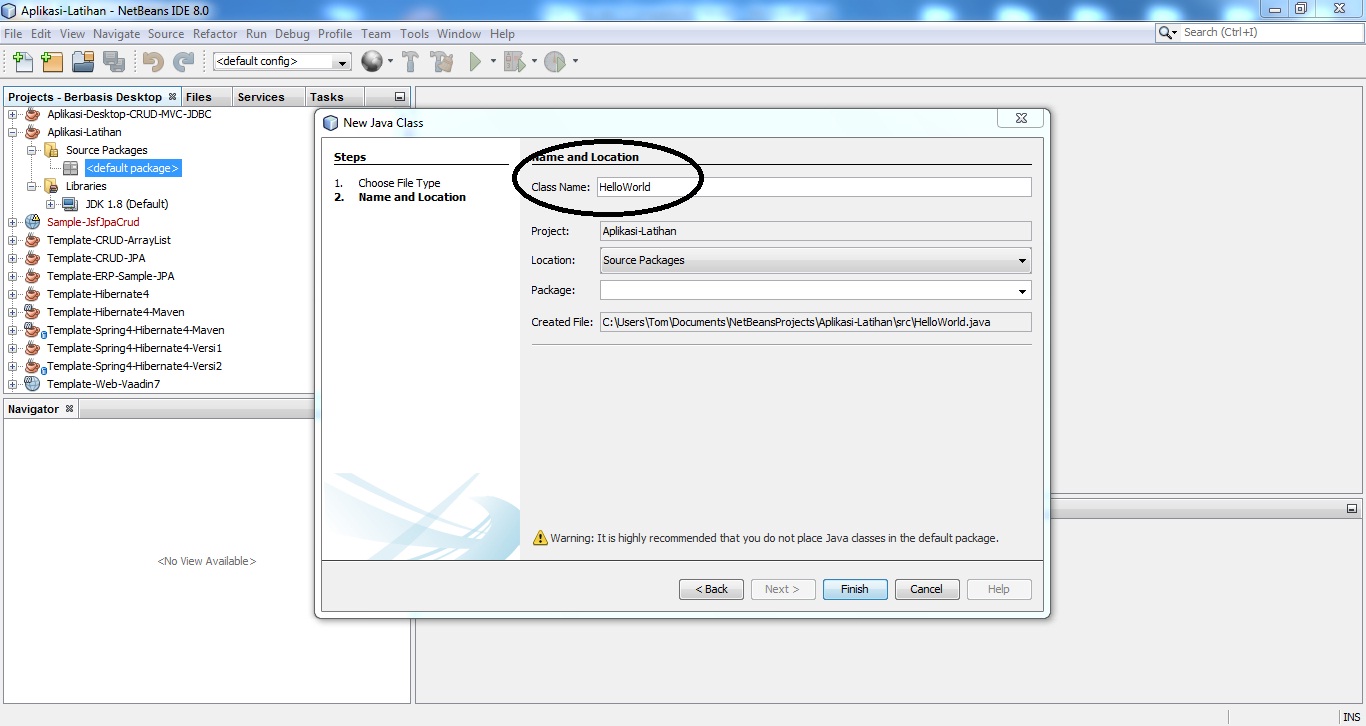 Aplikasi-Latihan - NetBeans IDE 8.0
File Edit View Navigate Source Refactor Run Debug Profile Team Tools Window Help
Search (Ctrl+I)
<default config>
Projects - Berbasis Desktop
Files
Services
Tasks
Aplikasi-Desktop-CRUD-MVC-JDBC
Aplikasi-Latihan
Source Packages
<default package>
Libraries
JDK 1.8 (Default)
Sample-JsfJpaCrud
Template-CRUD-ArrayList
Template-CRUD-JPA
Template-ERP-Sample-JPA
Template-Hibernate4
Template-Hibernate4-Maven
Template-Spring4-Hibernate4-Maven
Template-Spring4-Hibernate4-Versi1
Template-Spring4-Hibernate4-Versi2
Template-Web-Vaadin7
Navigator
<No View Available>
New Java Class
Steps
1. Choose File Type
2. Name and Location
Name and Location
Class Name: HelloWorld
Project: Aplikasi-Latihan
Location: Source Packages
Package:
Created File: C:\Users\Tom\Documents\NetBeansProjects\Aplikasi-Latihan\src\HelloWorld.java
Warning: It is highly recommended that you do not place Java classes in the default package.
< Back
Next >
Finish
Cancel
Help
INS